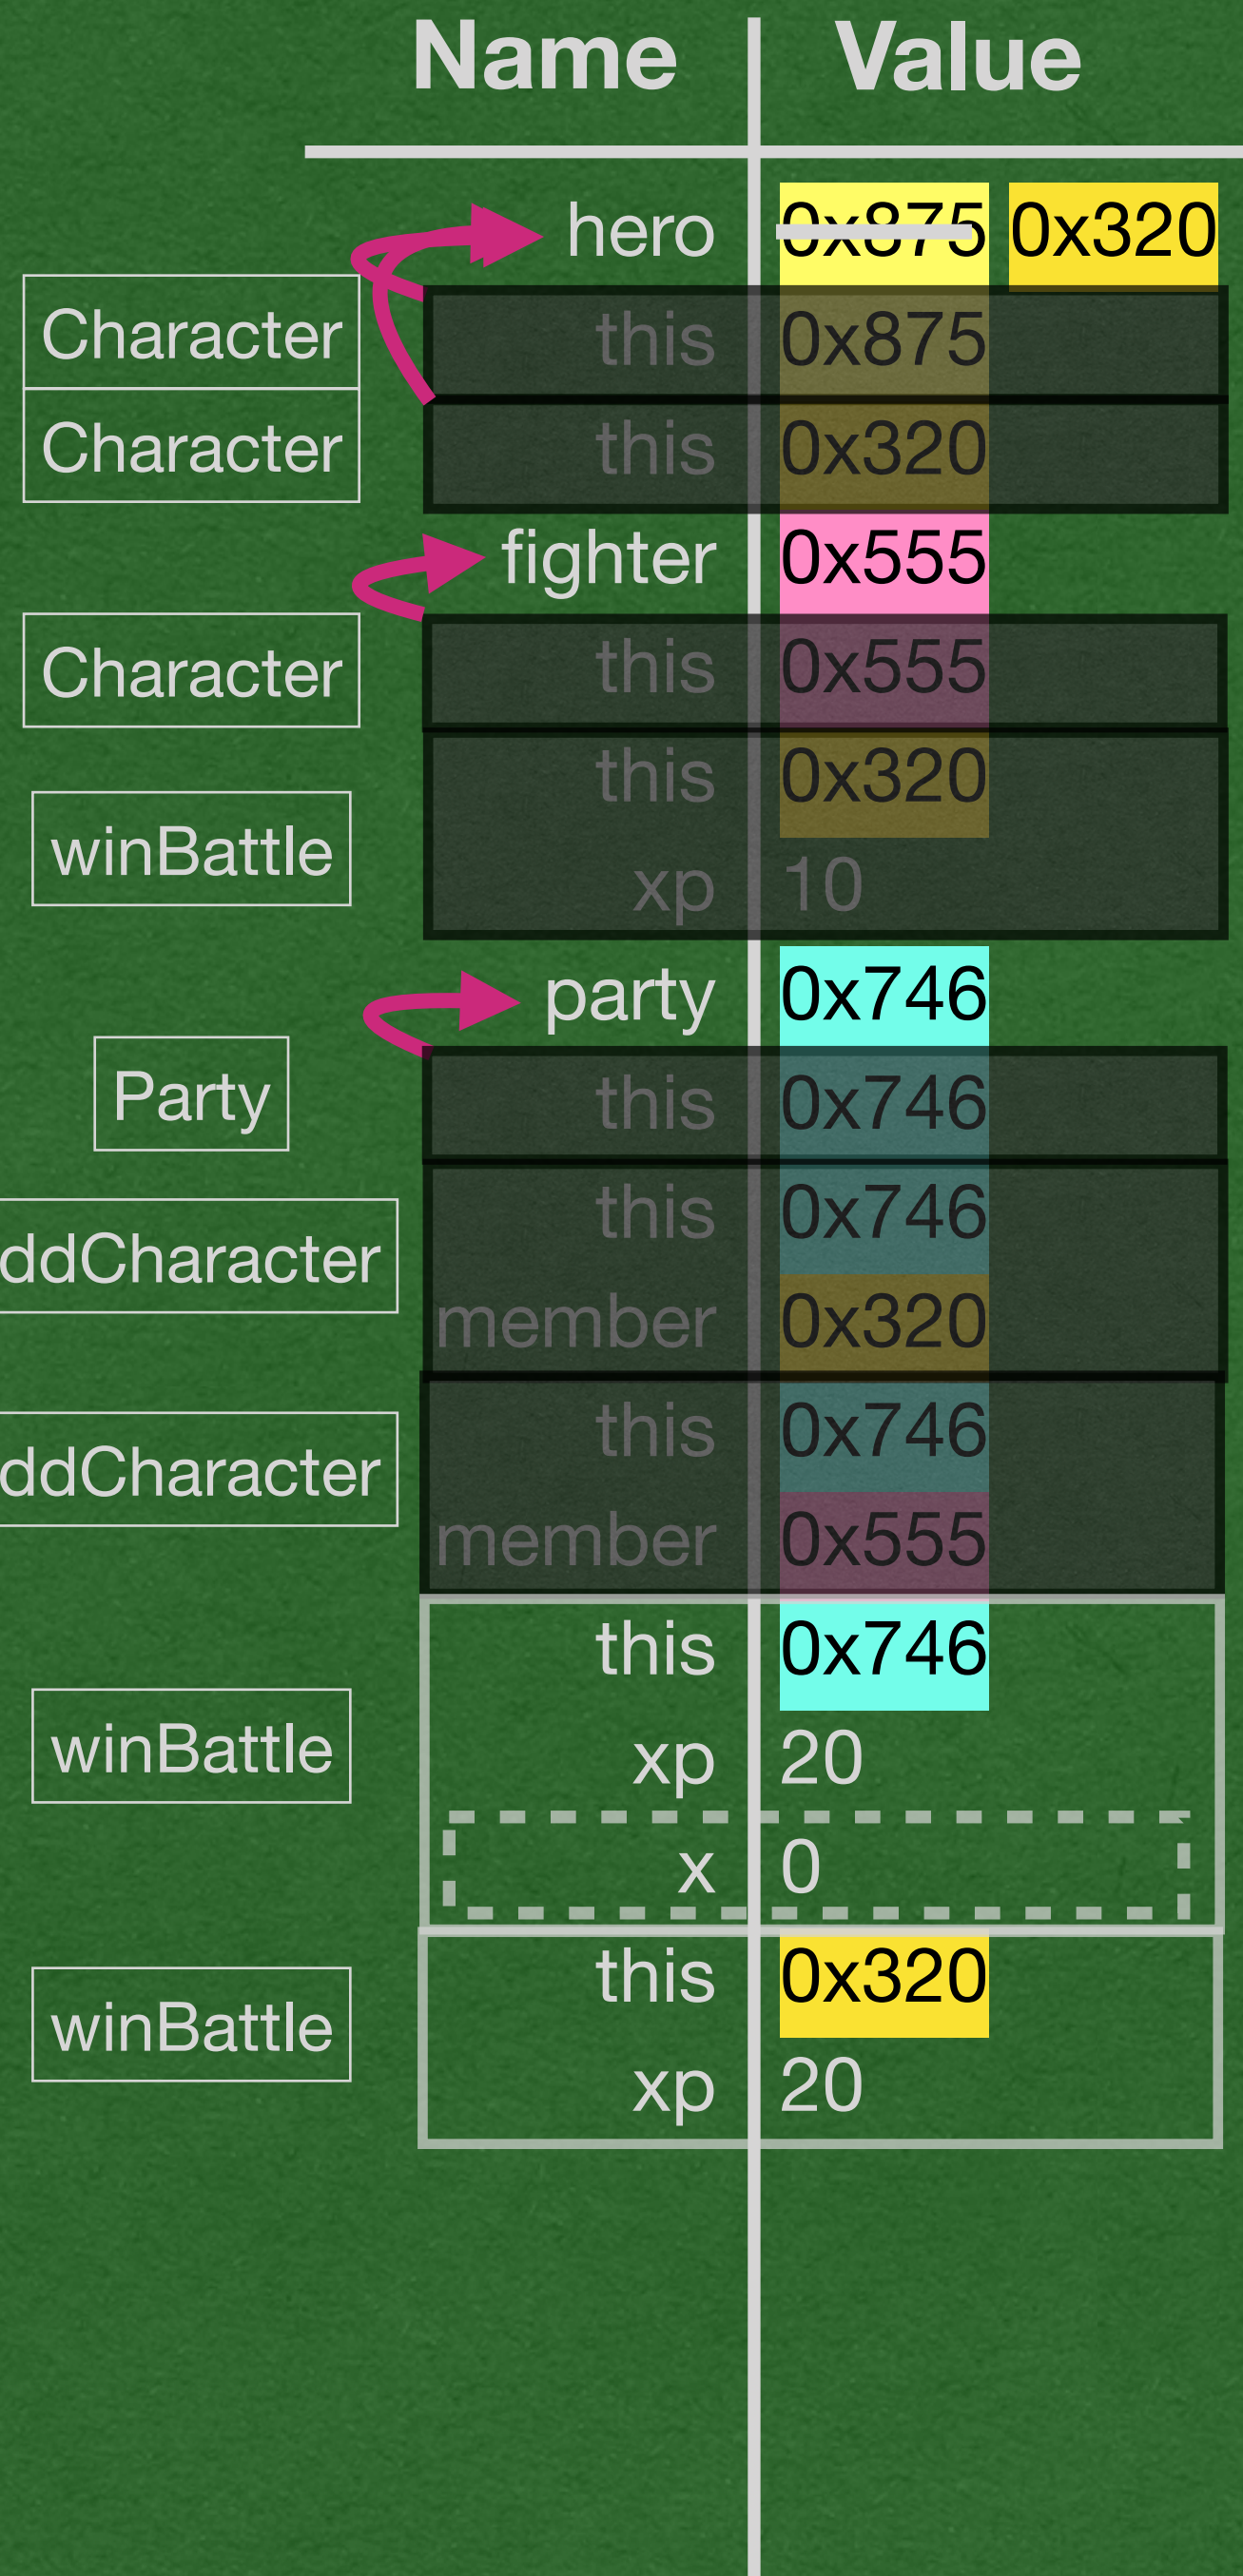 Name Value
hero 0x875 0x320
Character this 0x875
Character this 0x320
fighter 0x555
Character this 0x555
this 0x320
winBattle
xp 10
party 0x746
Party this 0x746
this 0x746
ddCharacter
member 0x320
this 0x746
ddCharacter
member 0x555
this 0x746
winBattle
xp 20
x 0
this 0x320
winBattle
xp 20